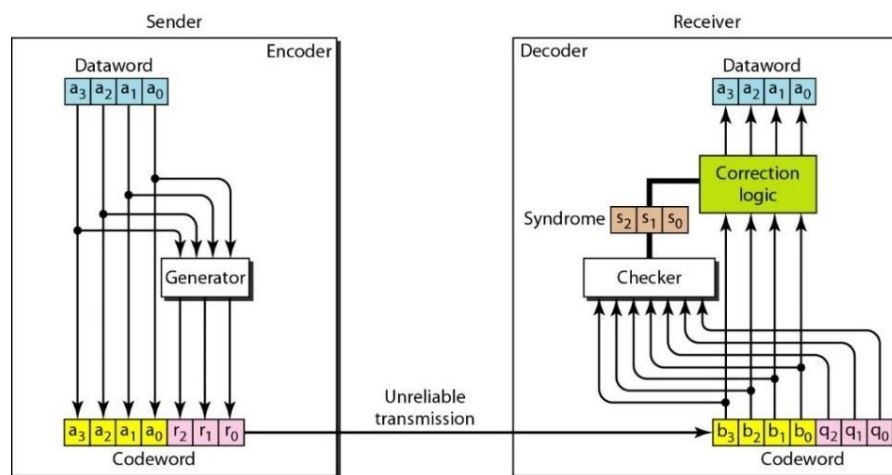 Sender
Receiver
Encoder
Decoder
Dataword
Dataword
a3 a2 a1 a0
a3 a2 a1 a0
Correction
logic
Syndrome s2 s1 s0
Generator
Checker
Unreliable
transmission
a3 a2 a1 a0 r2 r1 r0
b3 b2 b1 b0 q2 q1 q0
Codeword
Codeword